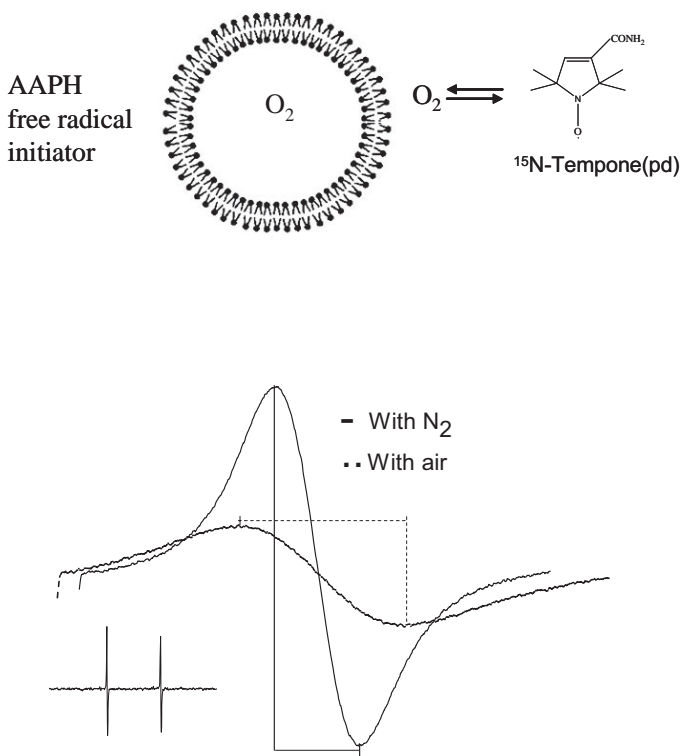 AAPH
free radical
initiator
O2
O2
CONH2
N
O
15N-Tempone(pd)
With N2
With air